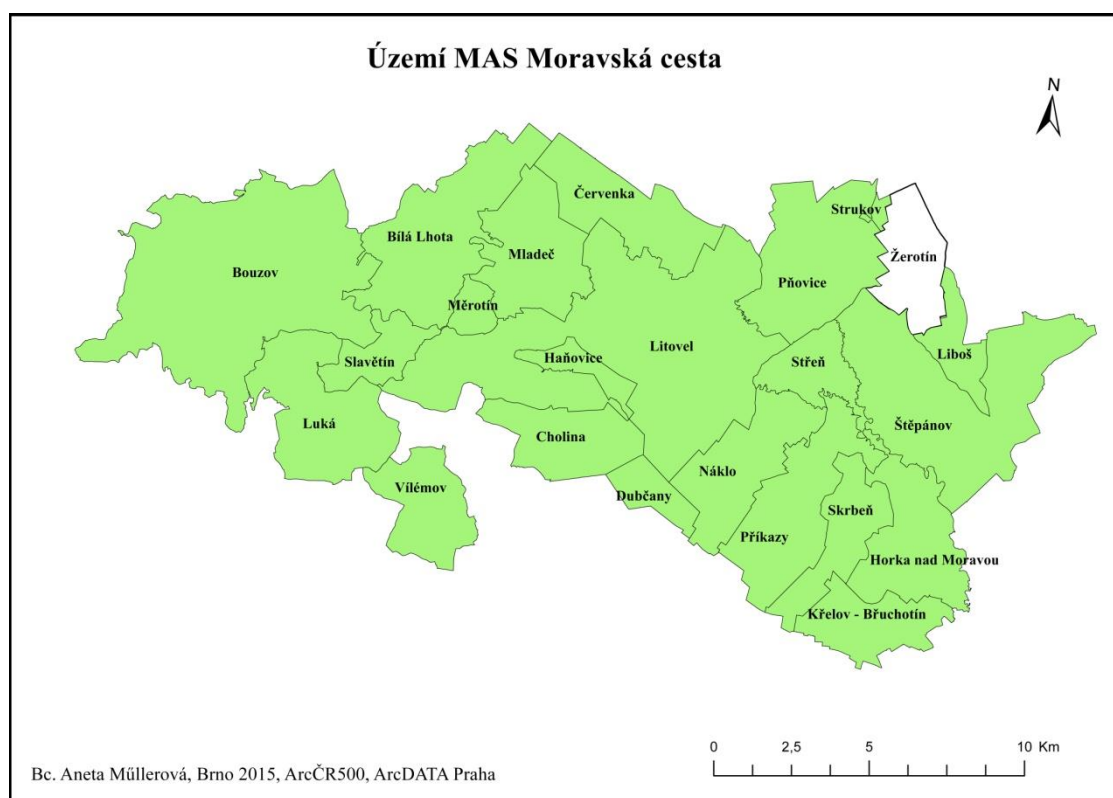 Území MAS Moravská cesta
N
Červenka
Strukov
Bílá Lhota
Mladeč
Žerotín
Bouzov
Pňovice
Měrotín
Litovel
Haňovice
Slavětín
Střeň
Liboš
Luká
Cholina
Štěpánov
Náklo
Vílémov
Dubčany
Skrbeň
Příkazy
Horka nad Moravou
Křelov - Břuchotín
0 2,5 5 10 Km
Bc. Aneta Műllerová, Brno 2015, ArcČR500, ArcDATA Praha